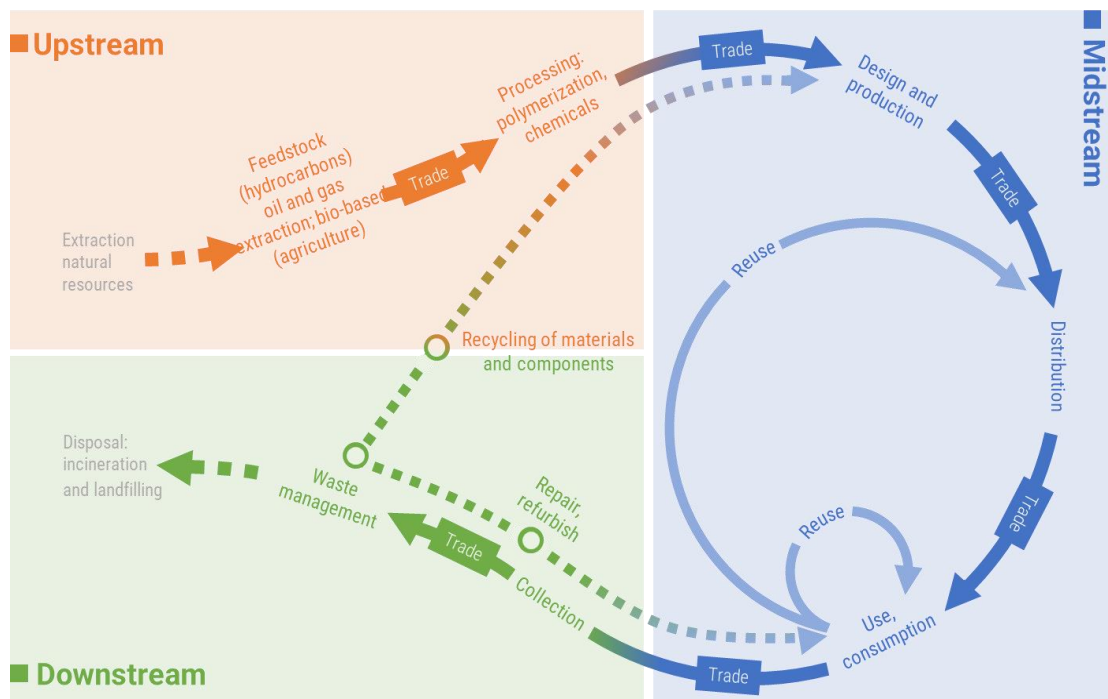 Upstream
Midstream
Trade
Processing:
polymerization,
chemicals
Design and
production
Feedstock
(hydrocarbons)
oil and gas
extraction; bio-based
(agriculture)
Trade
Trade
Extraction
natural
resources
Reuse
Recycling of materials
and components
Distribution
Disposal:
incineration
and landfilling
Waste
management
Repair,
refurbish
Trade
Collection
Reuse
Trade
Use,
consumption
Trade
Downstream